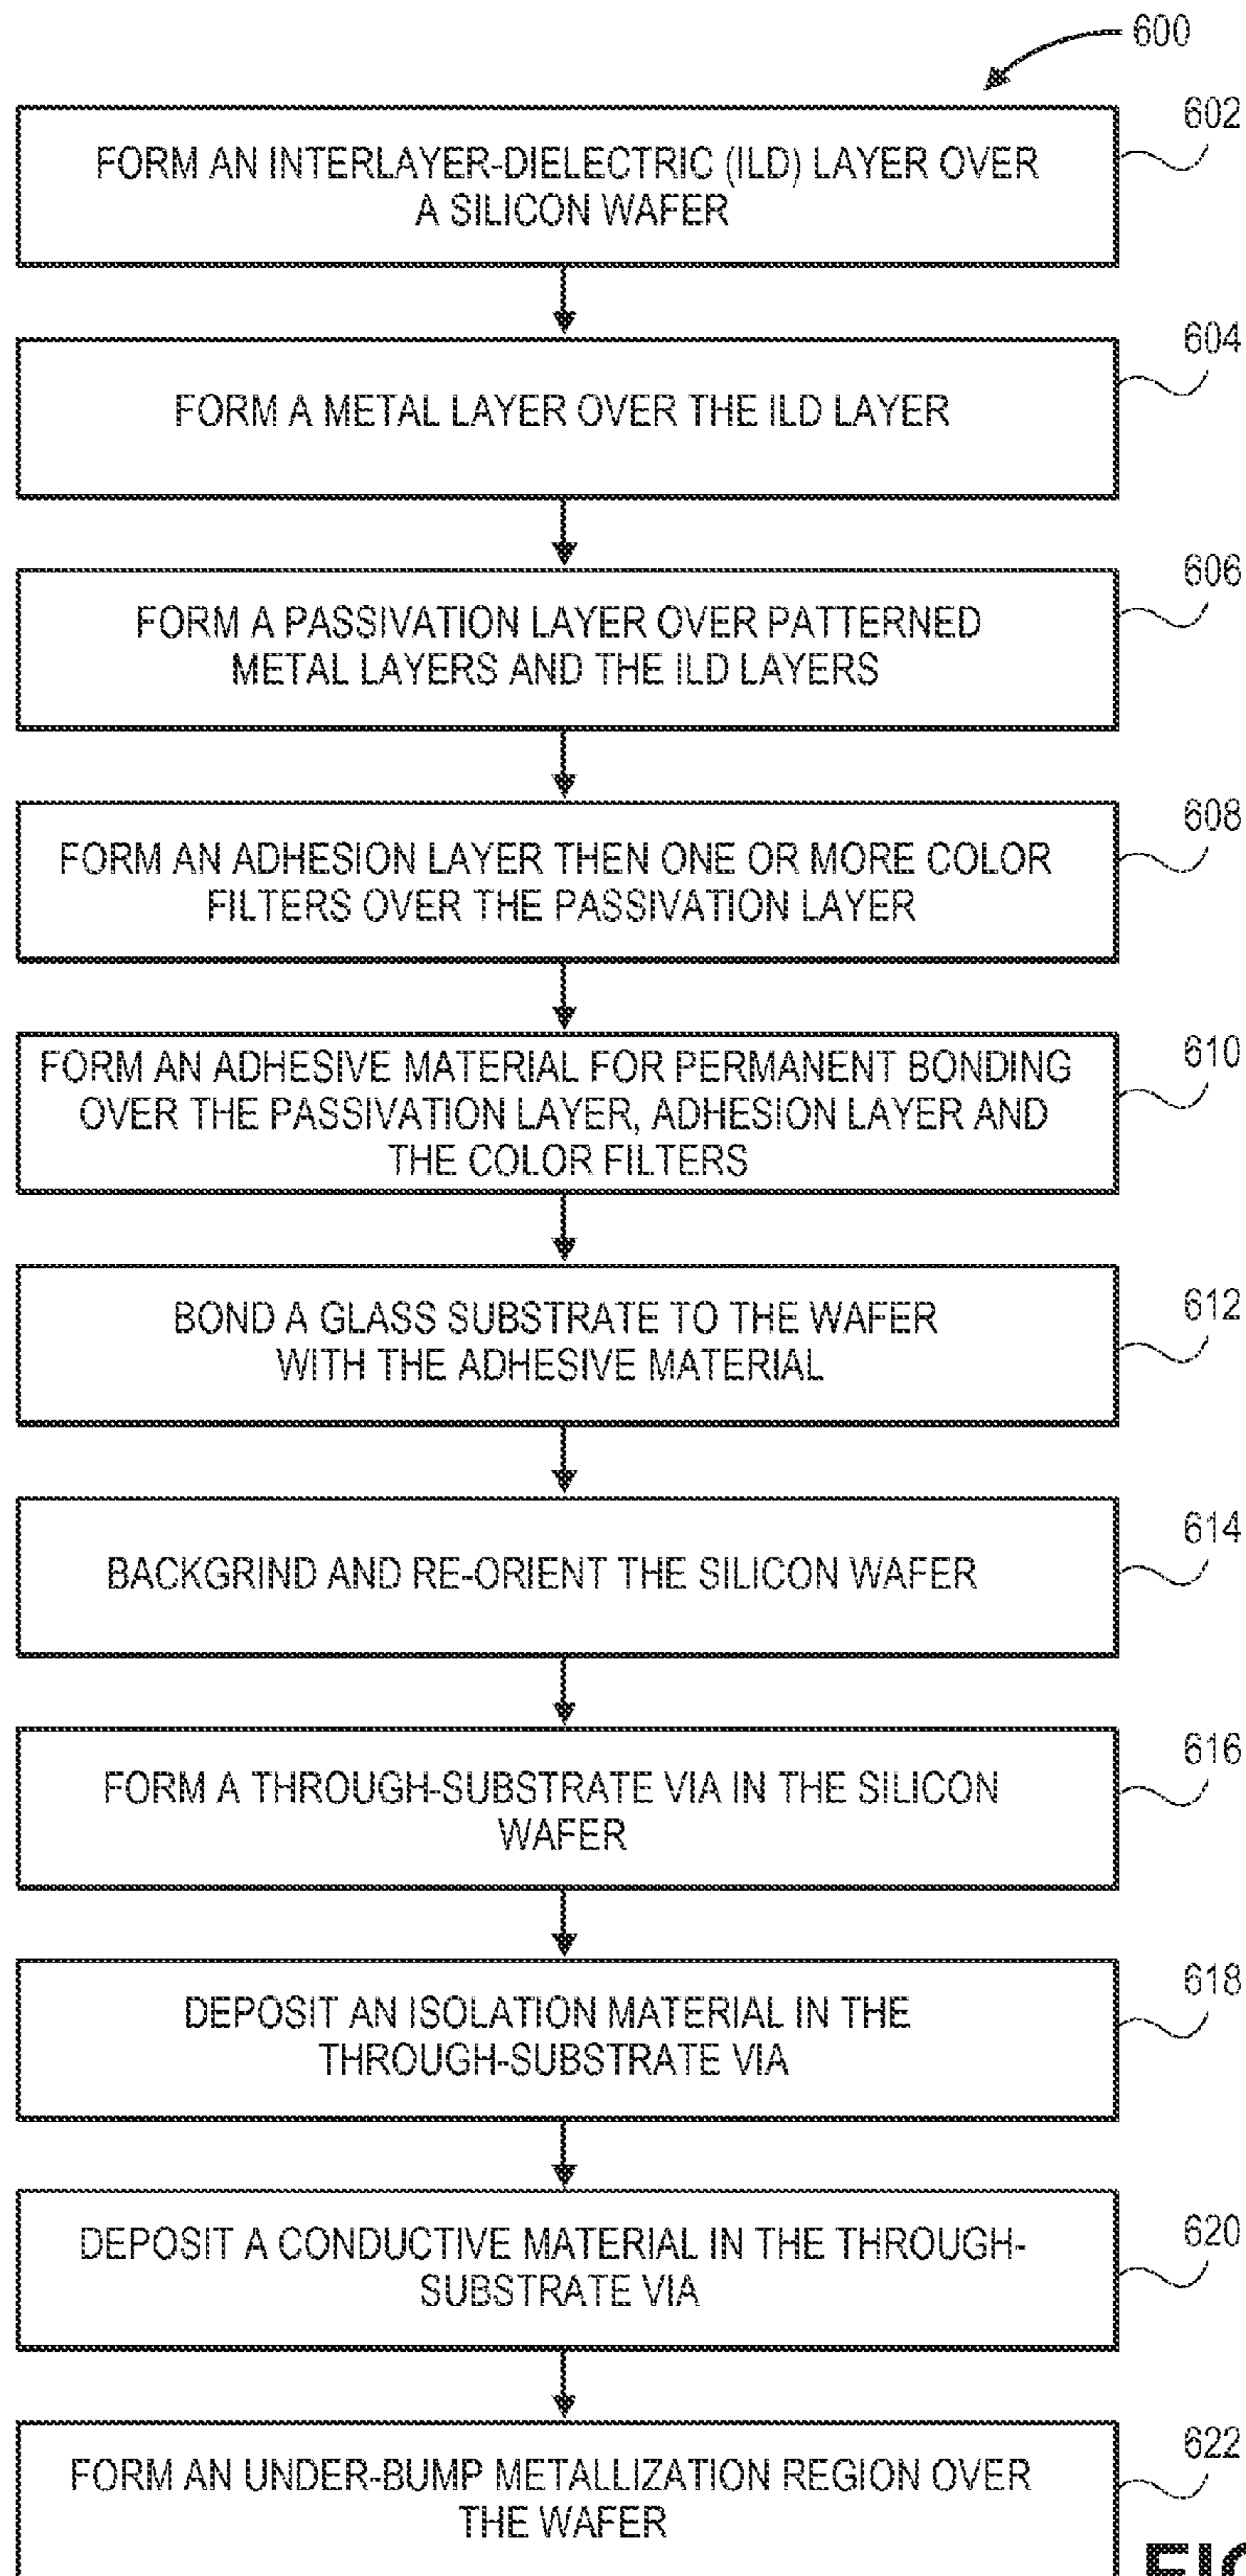 600
602
FORM AN INTERLAYER-DIELECTRIC (ILD) LAYER OVER
A SILICON WAFER
604
FORM A METAL LAYER OVER THE ILD LAYER
606
FORM A PASSIVATION LAYER OVER PATTERNED
METAL LAYERS AND THE ILD LAYERS
608
FORM AN ADHESION LAYER THEN ONE OR MORE COLOR
FILTERS OVER THE PASSIVATION LAYER
610
FORM AN ADHESIVE MATERIAL FOR PERMANENT BONDING
OVER THE PASSIVATION LAYER, ADHESION LAYER AND
THE COLOR FILTERS
612
BOND A GLASS SUBSTRATE TO THE WAFER
WITH THE ADHESIVE MATERIAL
614
BACKGRIND AND RE-ORIENT THE SILICON WAFER
616
FORM A THROUGH-SUBSTRATE VIA IN THE SILICON
WAFER
618
DEPOSIT AN ISOLATION MATERIAL IN THE
THROUGH-SUBSTRATE VIA
620
DEPOSIT A CONDUCTIVE MATERIAL IN THE THROUGH-
SUBSTRATE VIA
622
FORM AN UNDER-BUMP METALLIZATION REGION OVER
THE WAFER